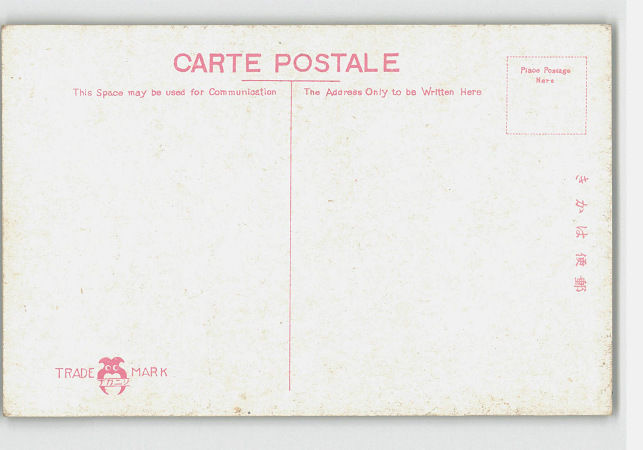 CARTE POSTALE
This Space may be used for Communication
The Address Only to be Written Here
Place Postage
Here
きかは便郵
TRADE MARK